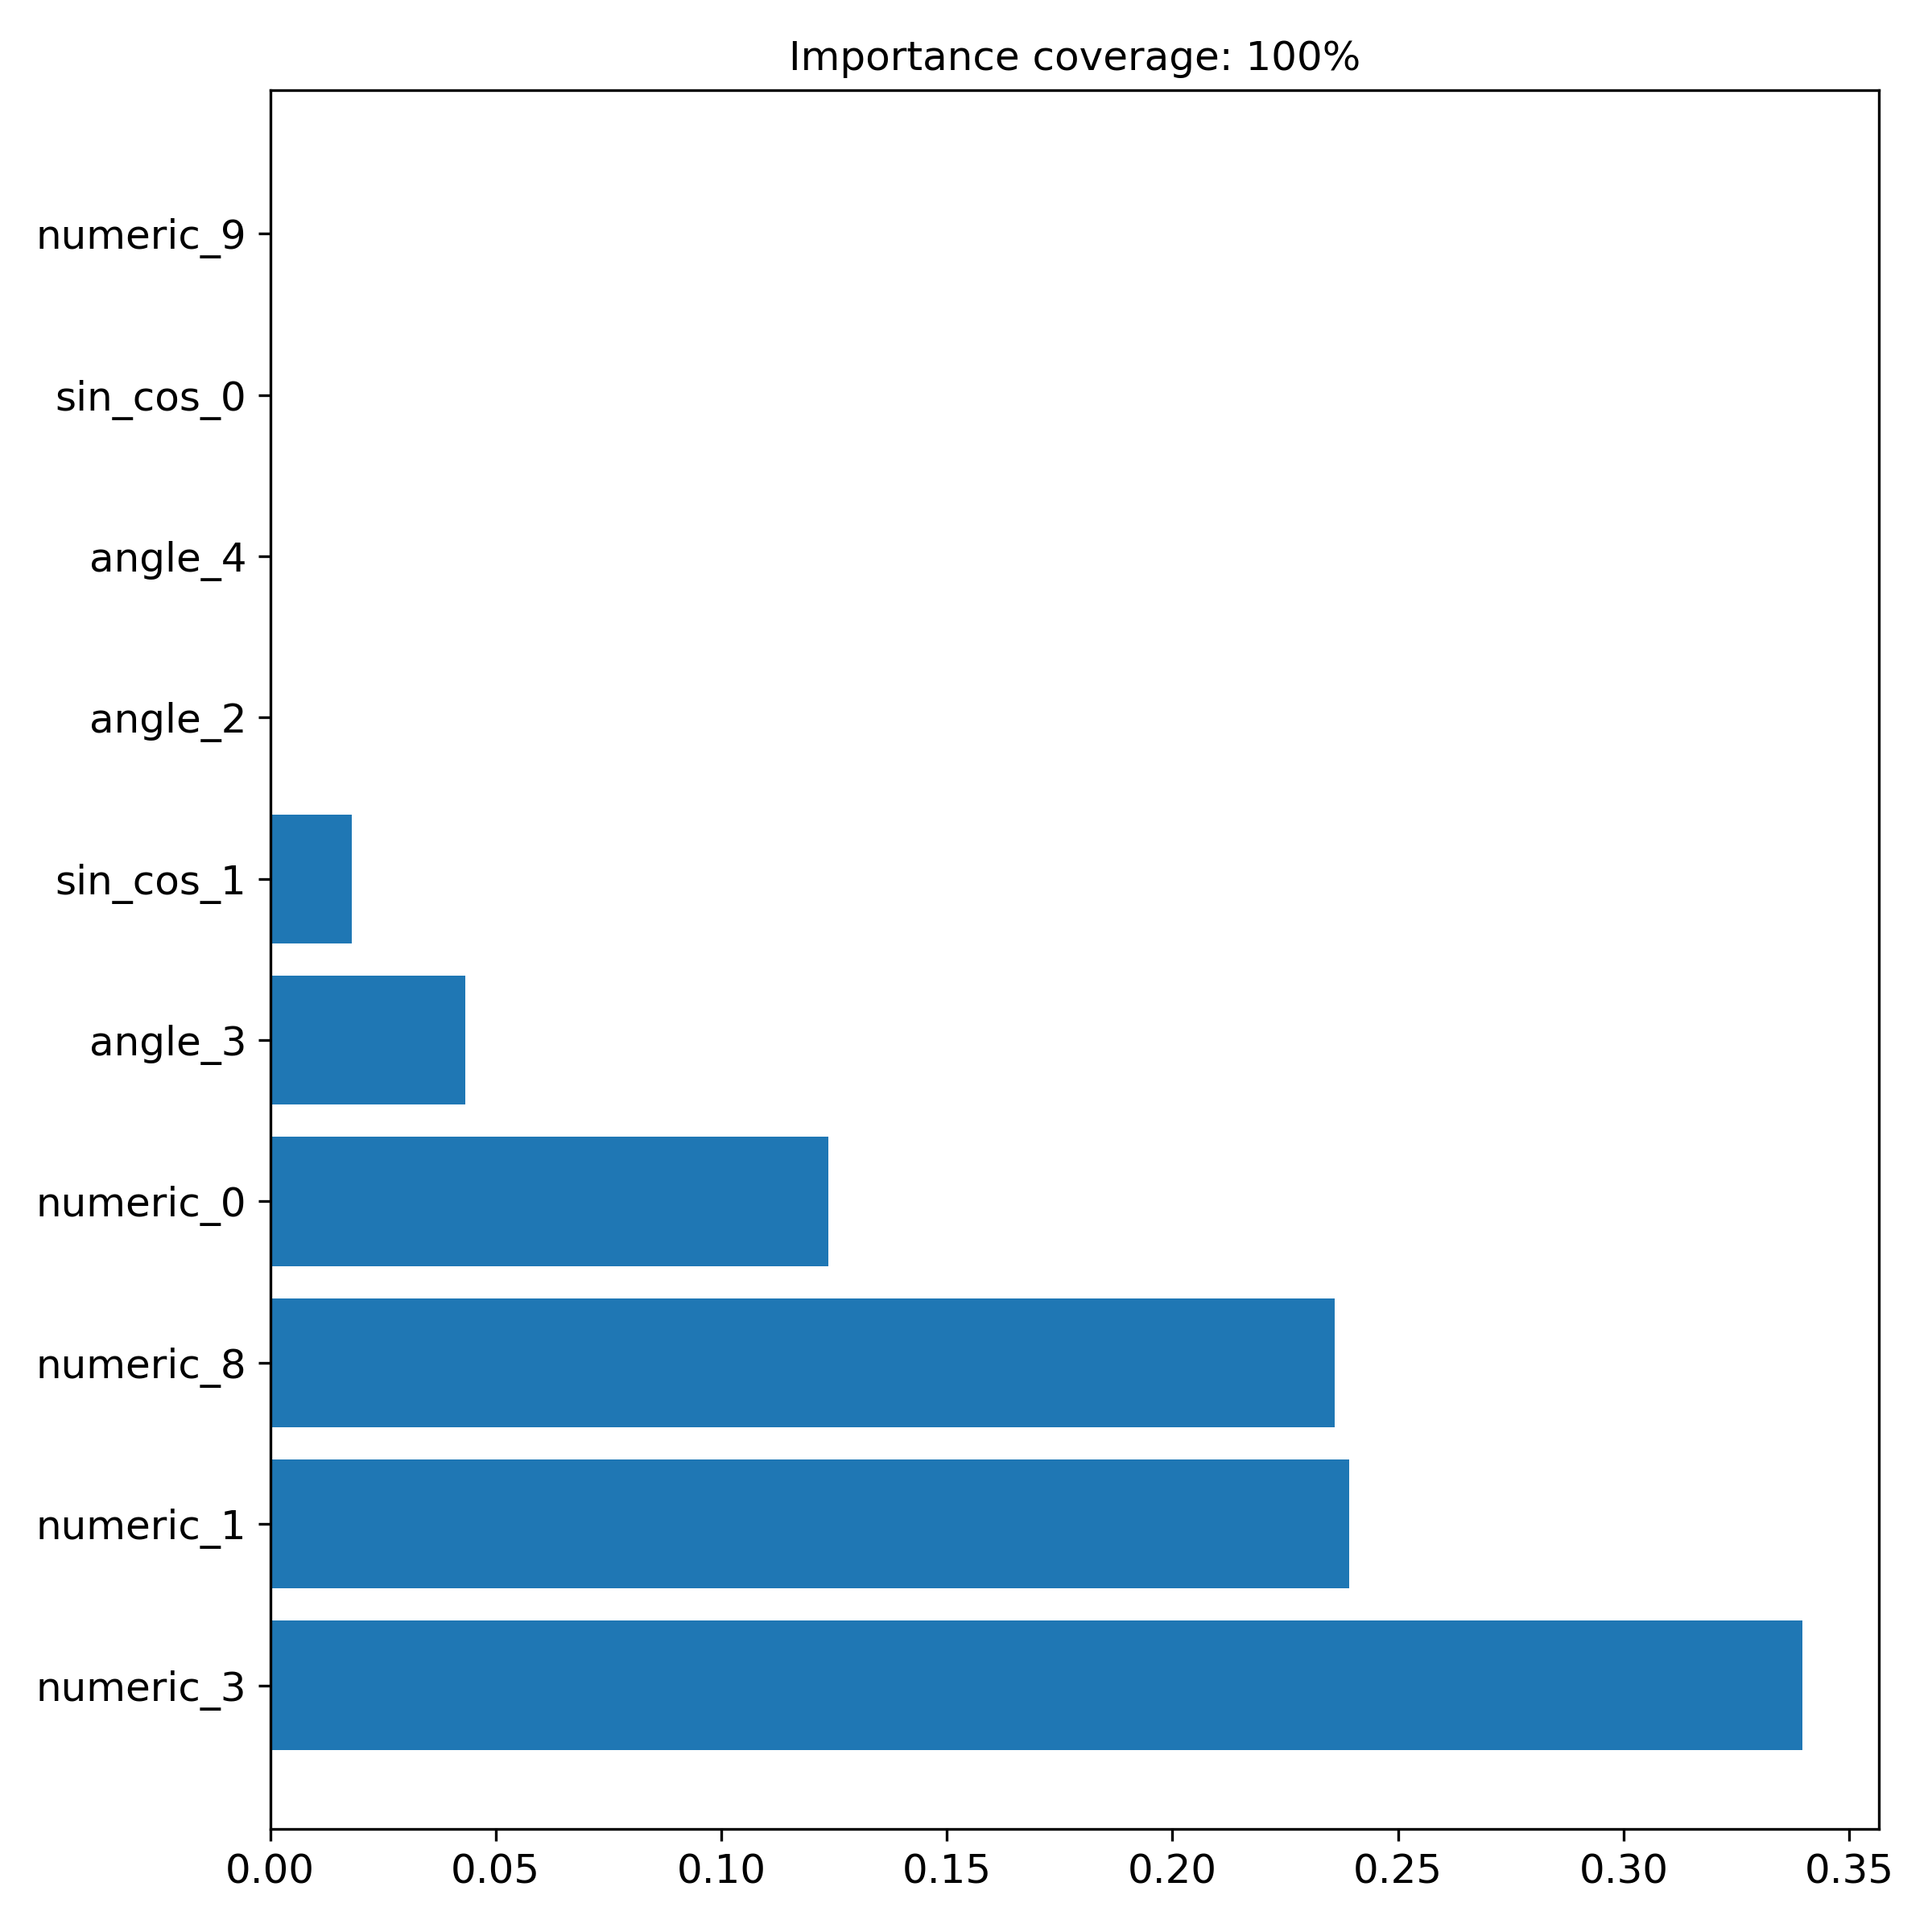 Importance coverage: 100%
numeric_9
sin_cos_0
angle_4
angle_2
sin_cos_1
angle_3
numeric_0
numeric_8
numeric_1
numeric_3
0.00 0.05 0.10 0.15 0.20 0.25 0.30 0.35